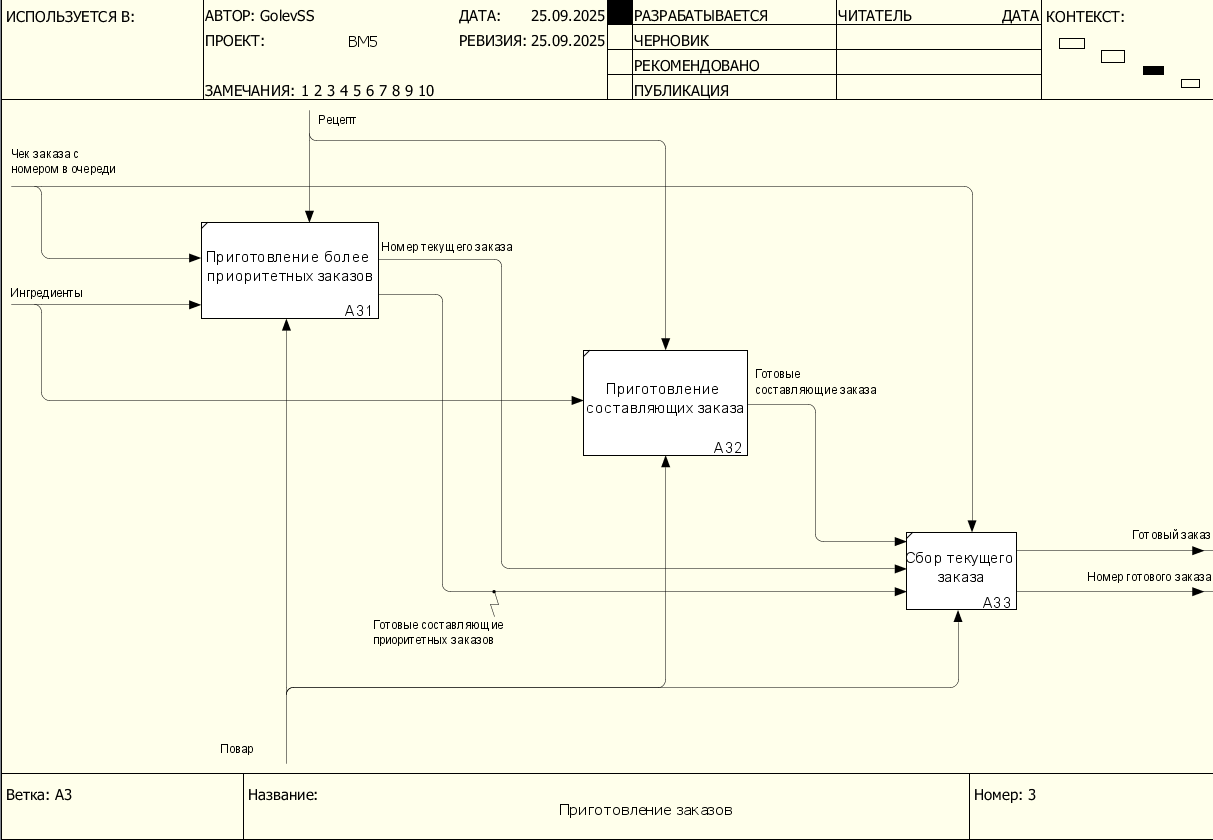 ИСПОЛЬЗУЕТСЯ В:
АВТОР: GolevSS
ДАТА: 25.09.2025
РАЗРАБАТЫВАЕТСЯ
ЧИТАТЕЛЬ
ДАТА
КОНТЕКСТ:
ПРОЕКТ: BM5
РЕВИЗИЯ: 25.09.2025
ЧЕРНОВИК
РЕКОМЕНДОВАНО
ЗАМЕЧАНИЯ: 1 2 3 4 5 6 7 8 9 10
ПУБЛИКАЦИЯ
Рецепт
Чек заказа с
номером в очереди
Номер текущего заказа
Приготовление более
приоритетных заказов
A31
Ингредиенты
Готовые
составляющие заказа
Приготовление
составляющих заказа
A32
Готовый заказ
Сбор текущего
заказа
A33
Номер готового заказа
Готовые составляющие
приоритетных заказов
Повар
Ветка: A3
Название:
Приготовление заказов
Номер: 3